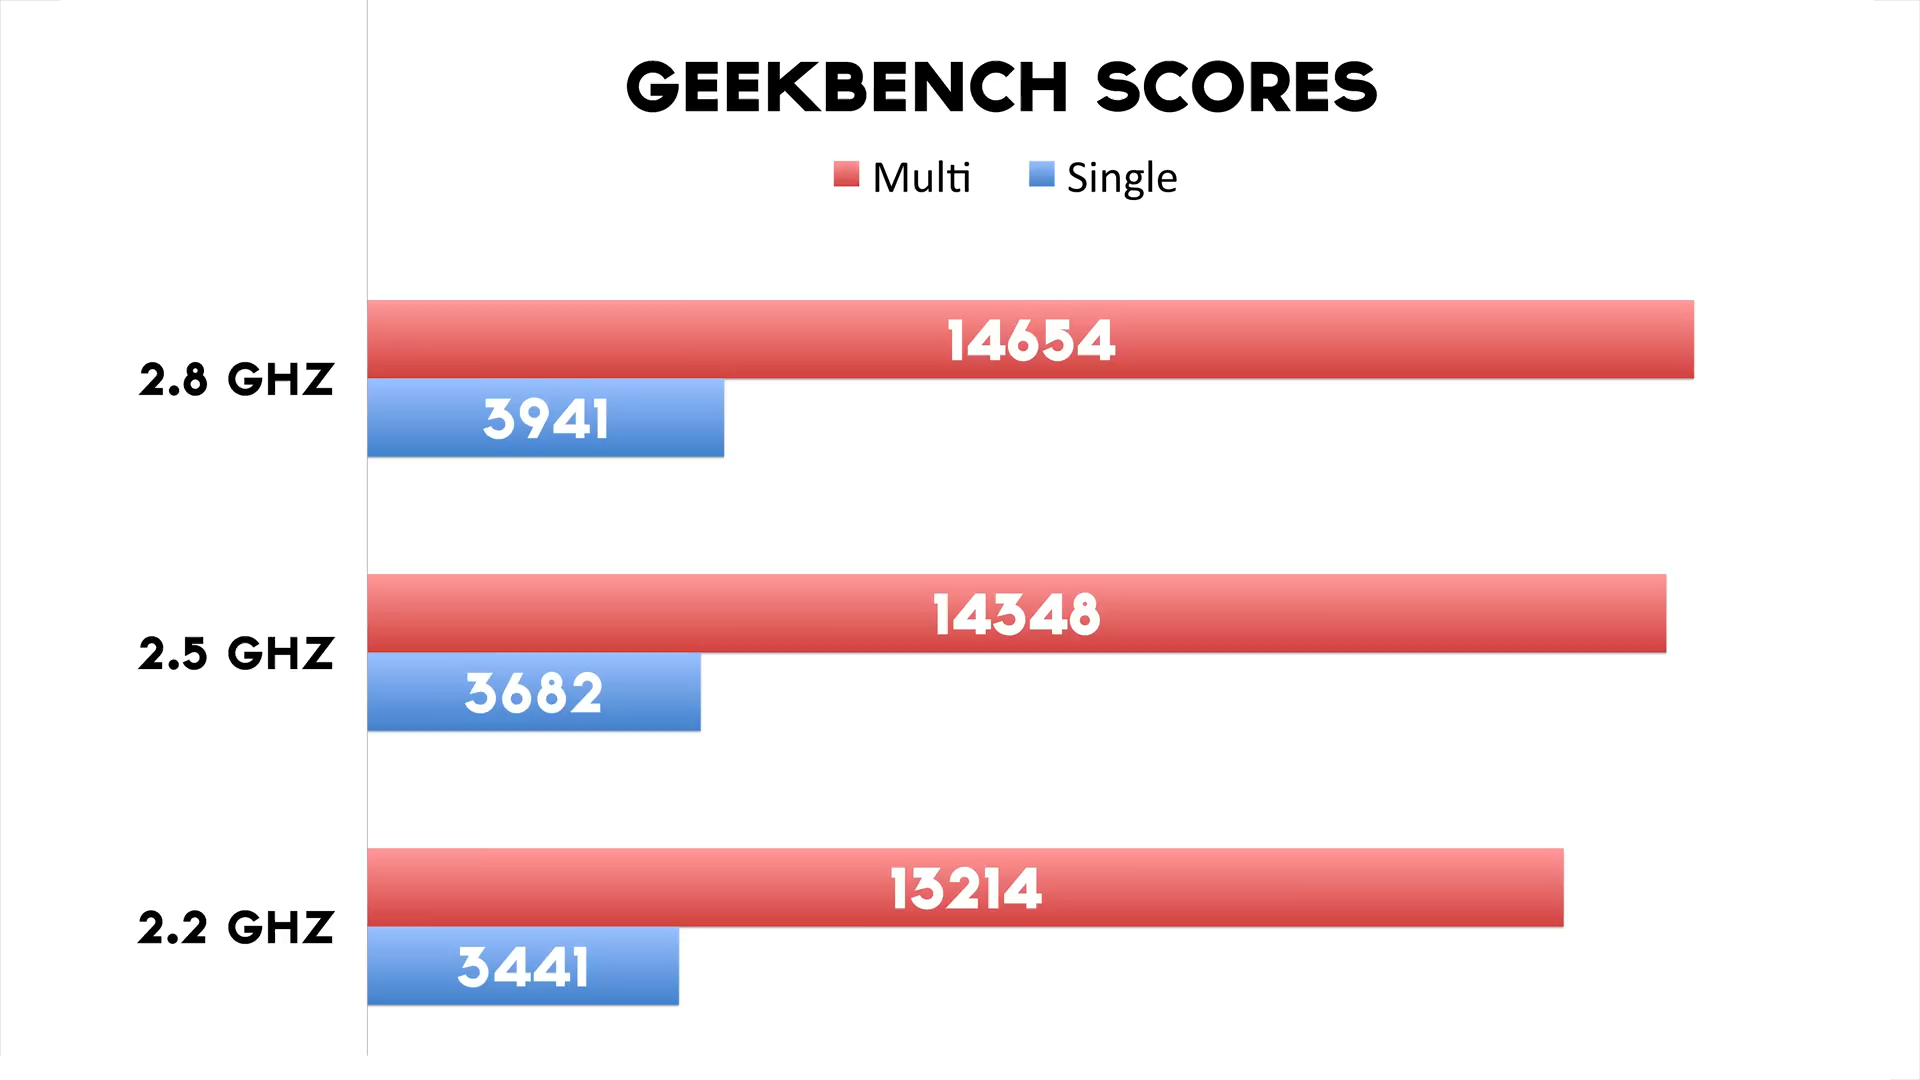 GEEKBENCH SCORES
Multi Single
2.8 GHZ
14654
3941
2.5 GHZ
14348
3682
2.2 GHZ
13214
3441